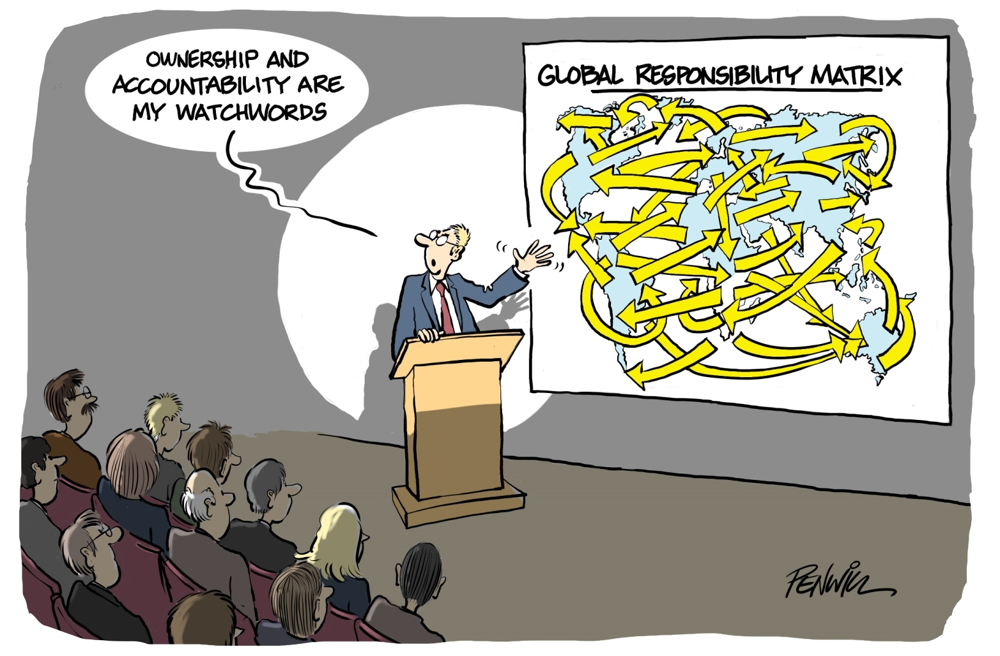 OWNERSHIP AND
ACCOUNTABILITY ARE
MY WATCHWORDS
GLOBAL RESPONSIBILITY MATRIX
PENWILL